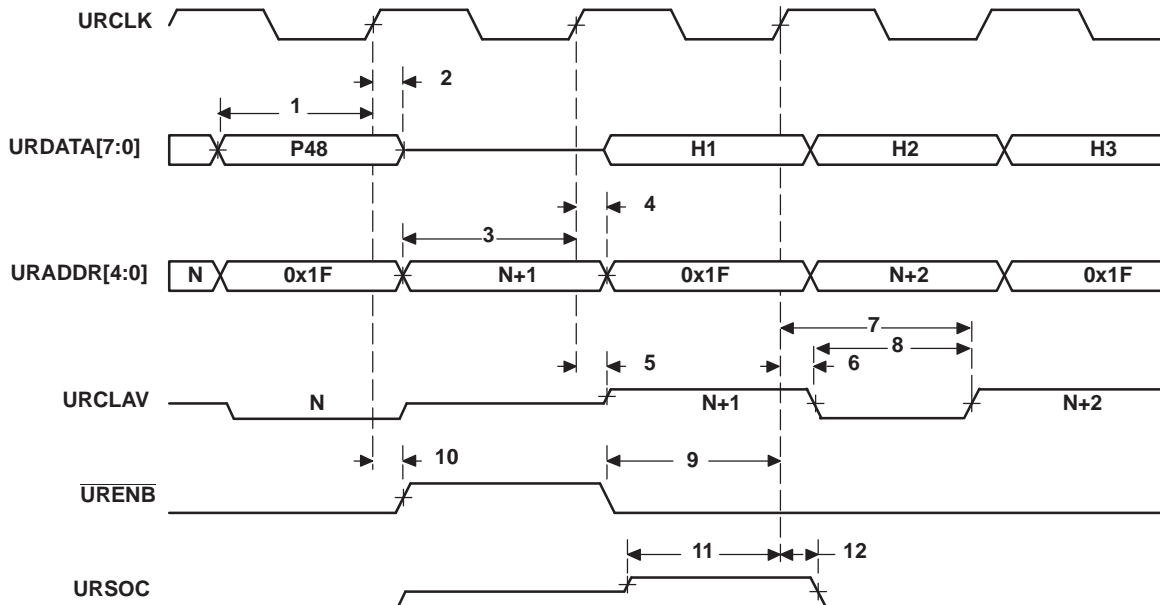 URCLK
2
1
URDATA[7:0] P48 H1 H2 H3
4
3
URADDR[4:0] N 0x1F N+1 0x1F N+2 0x1F
7
8
5 6
URCLAV N N+1 N+2
10 9
URENB
11 12
URSOC